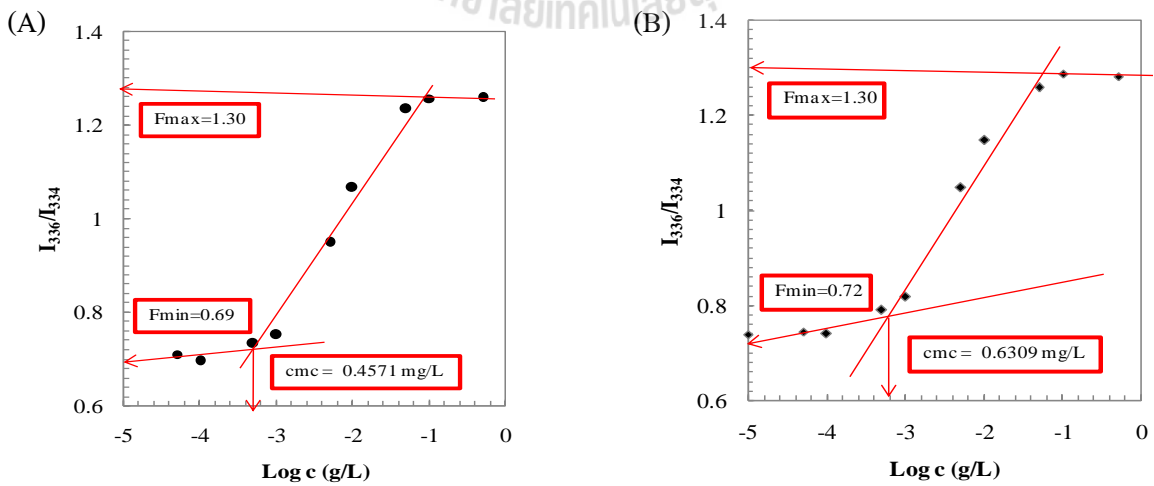 (A)
1.4
1.2
1
0.8
0.6
I336/I334
Fmax=1.30
Fmin=0.69
cmc = 0.4571 mg/L
-5 -4 -3 -2 -1 0
Log c (g/L)
(B)
1.4
1.2
1
0.8
0.6
I336/I334
Fmax=1.30
Fmin=0.72
cmc = 0.6309 mg/L
-5 -4 -3 -2 -1 0
Log c (g/L)